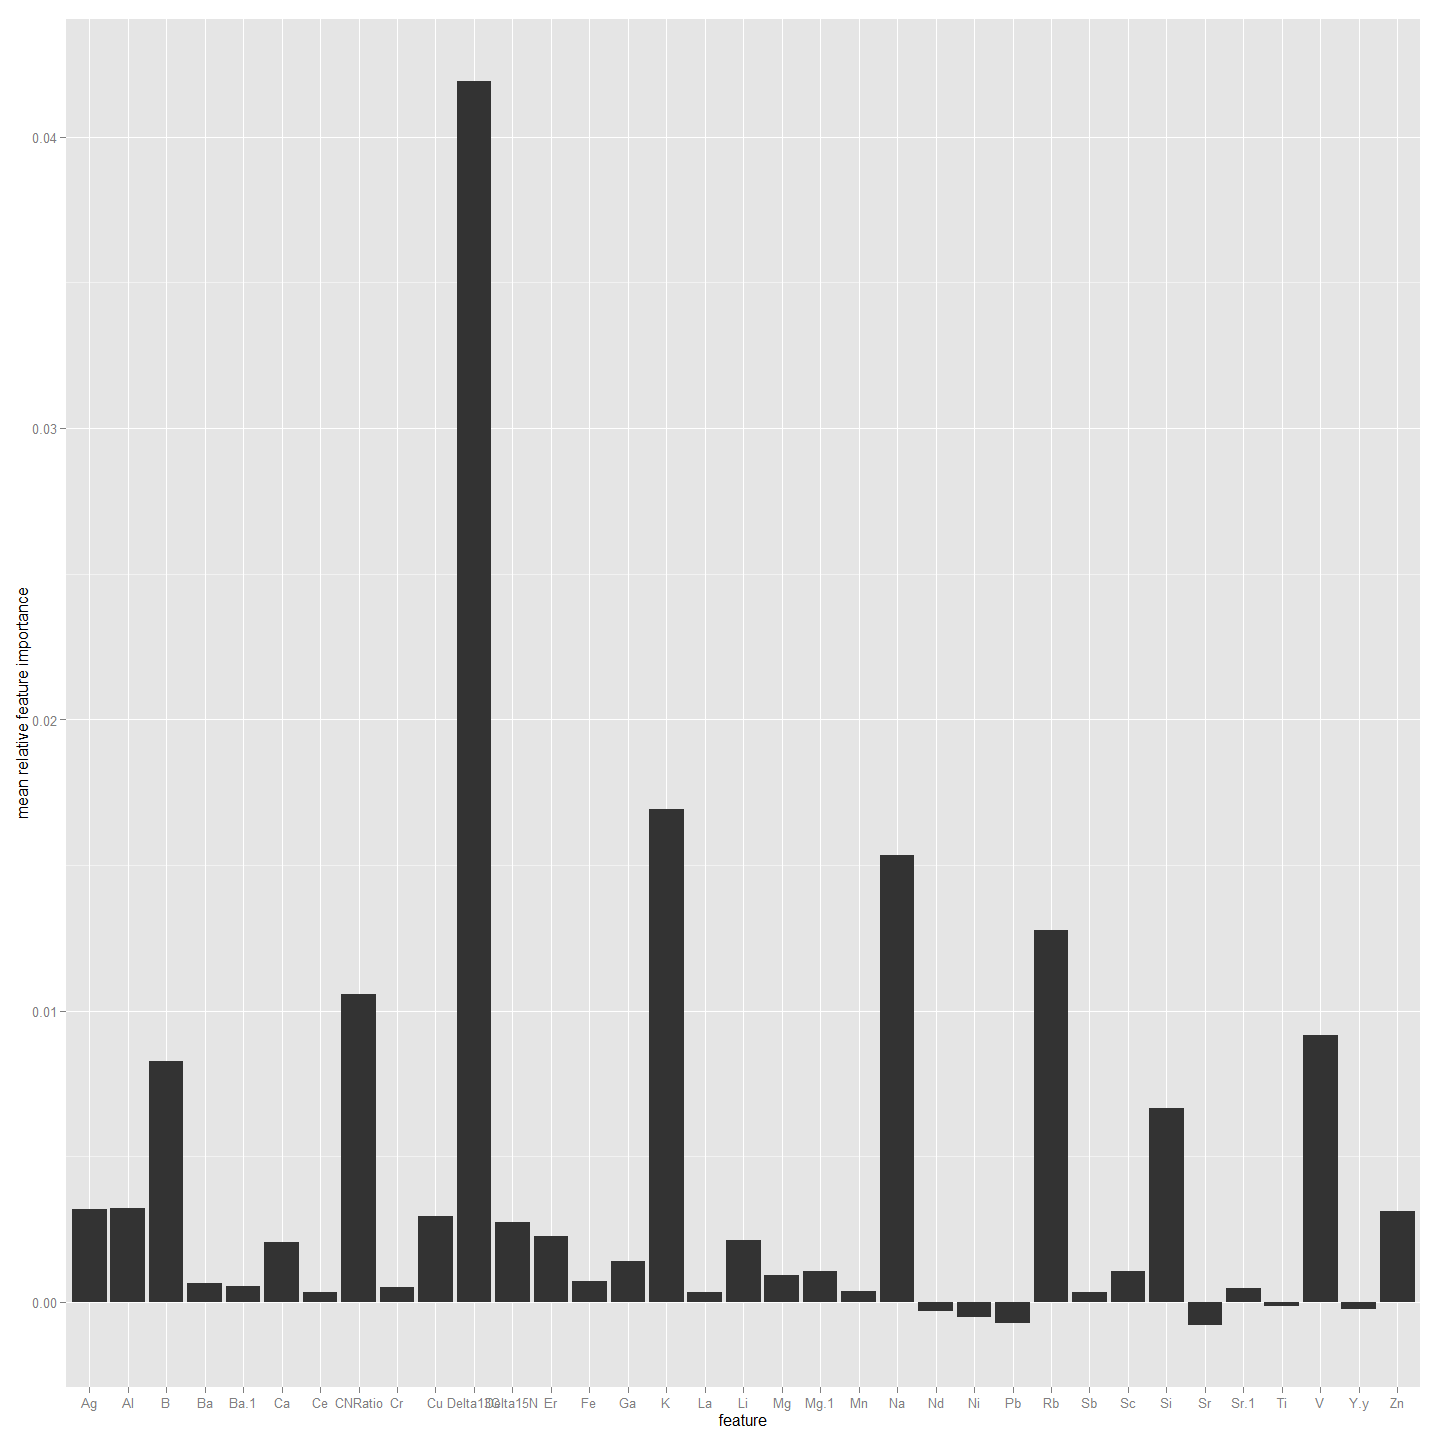 mean relative feature importance
0.04
0.03
0.02
0.01
0.00
Ag Al B Ba Ba.1 Ca Ce CNRatio Cr Cu Delta13C Delta15N Er Fe Ga K La Li Mg Mg.1 Mn Na Nd Ni Pb Rb Sb Sc Si Sr Sr.1 Ti V Y.y Zn
feature